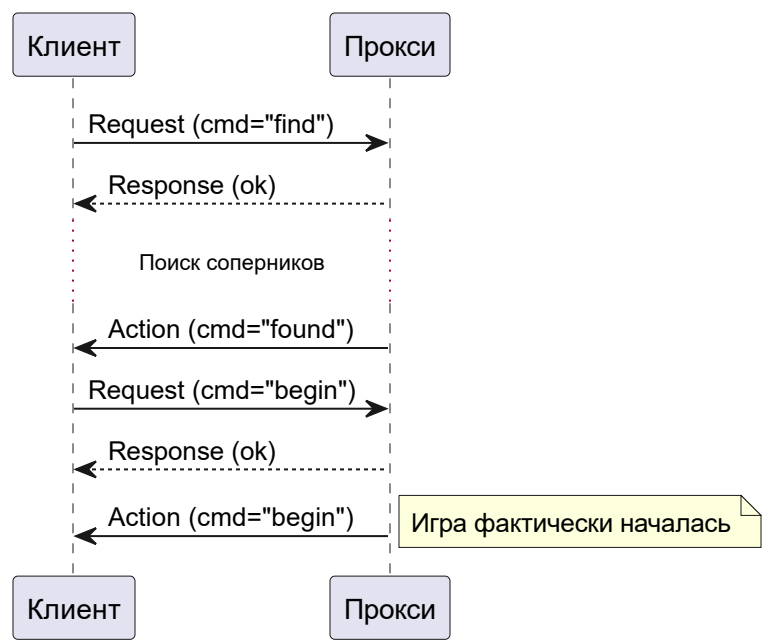 Клиент
Прокси
Request (cmd="find")
Response (ok)
Поиск соперников
Action (cmd="found")
Request (cmd="begin")
Response (ok)
Action (cmd="begin")
Игра фактически началась
Клиент
Прокси